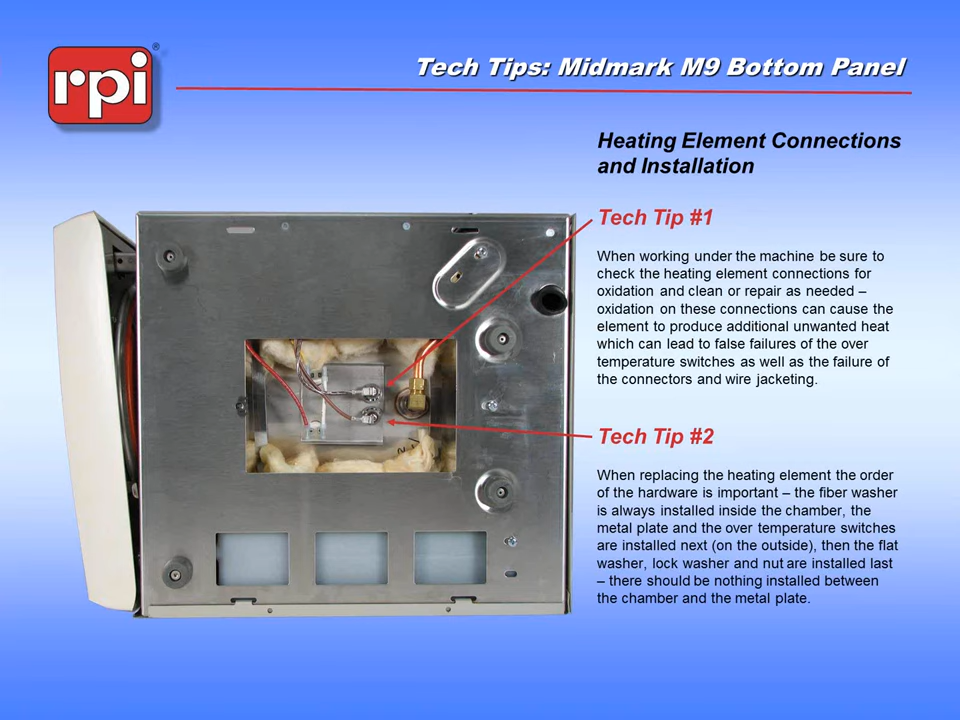 rpi®
Tech Tips: Midmark M9 Bottom Panel
Heating Element Connections
and Installation
Tech Tip #1
When working under the machine be sure to
check the heating element connections for
oxidation and clean or repair as needed –
oxidation on these connections can cause the
element to produce additional unwanted heat
which can lead to false failures of the over
temperature switches as well as the failure of
the connectors and wire jacketing.
Tech Tip #2
When replacing the heating element the order
of the hardware is important – the fiber washer
is always installed inside the chamber, the
metal plate and the over temperature switches
are installed next (on the outside), then the flat
washer, lock washer and nut are installed last
– there should be nothing installed between
the chamber and the metal plate.